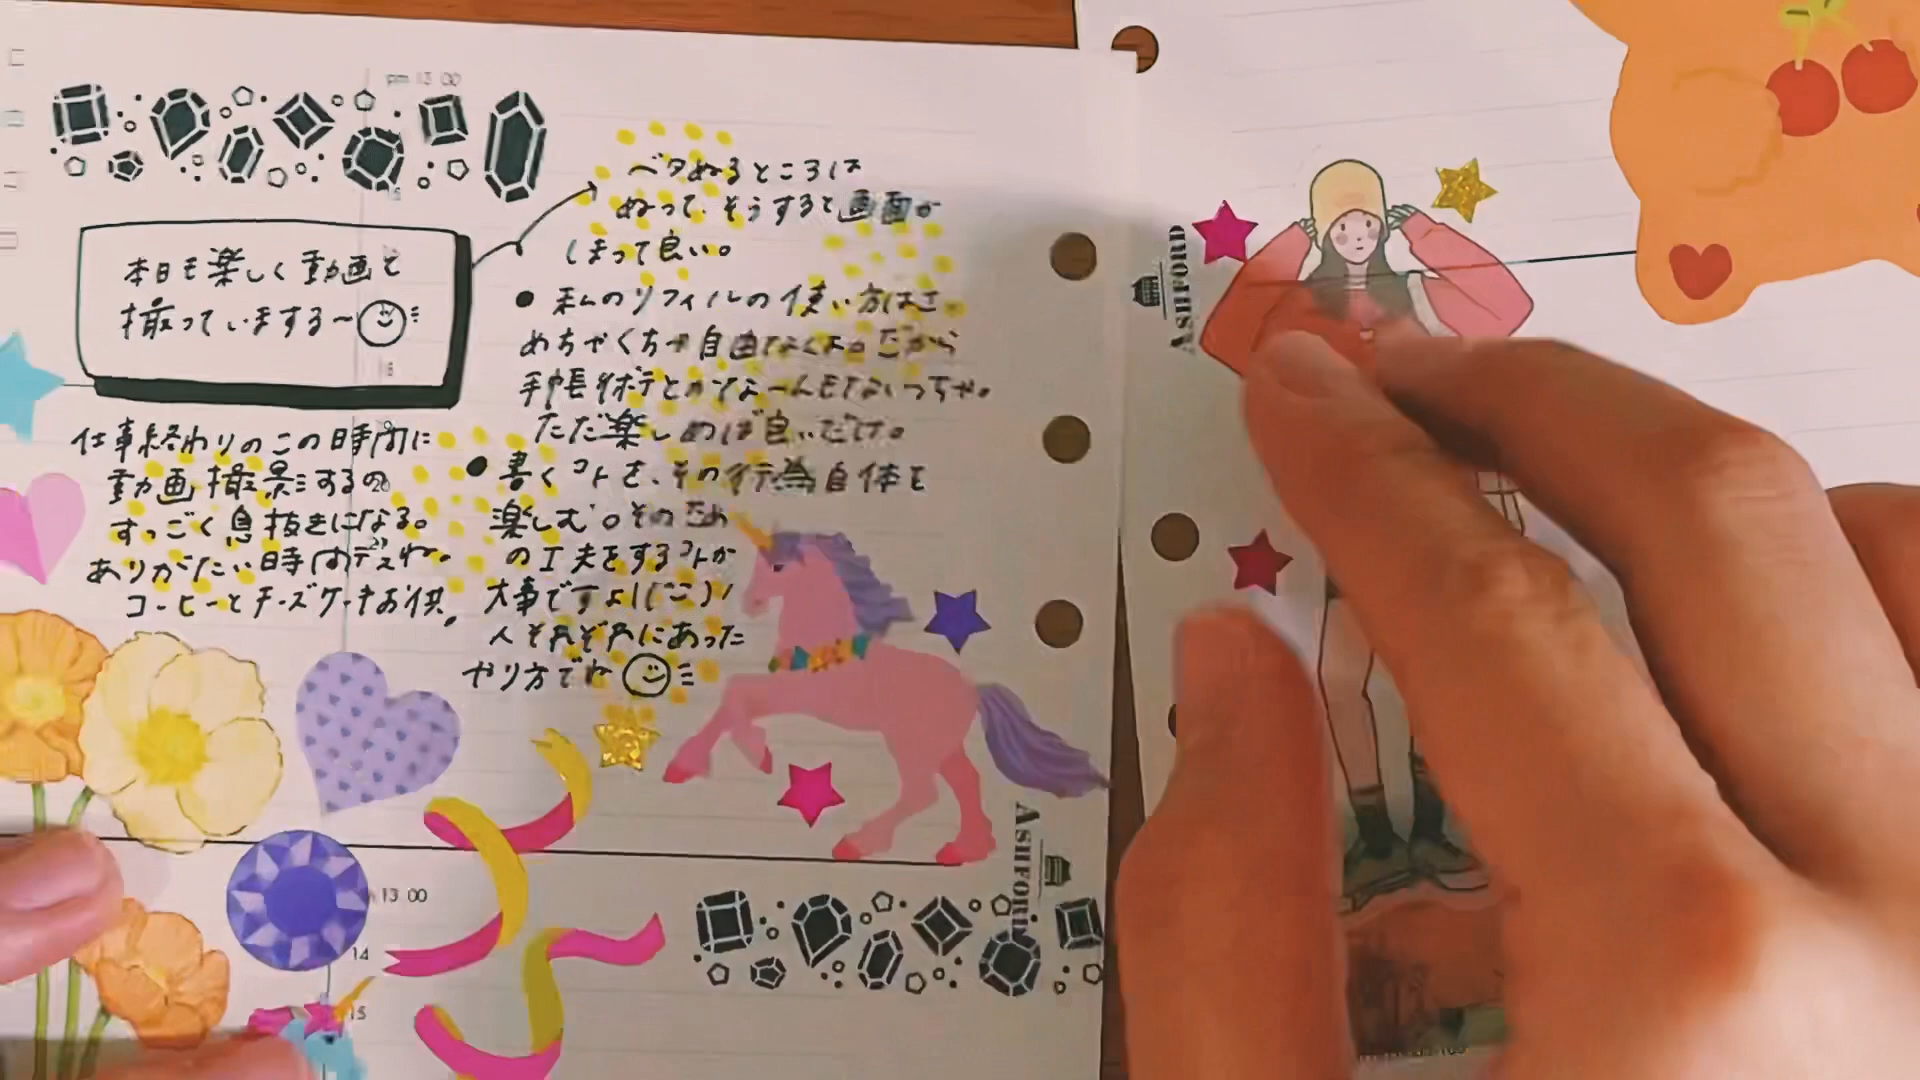 pm 13 00
本日も楽しく動画を
撮っていまする〜
ベタぬるところは
ぬって、そうすると画面が
しまって良い。
● 私のリフィルの使い方はさ
めちゃくちゃ自由なくよ。だから
手帳イボテとかでなーんもないっちゃ。
ただ楽しめば良いだけ。
● 書くコトを、その行為自体を
楽しむ。そのため
の工夫をするコトが
大事ですよ!
人それぞれにあった
やり方でね
仕事終わりのこの時間に
動画撮影するの
すっごく息抜きになる。
ありがたい時間デスね。
コーヒーとチーズケーキお供。
ASHFORD
13 00
14
15
ASHFORD